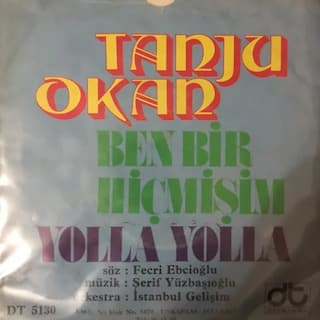 TANJU
OKAN
BEN BİR
HİÇMİŞİM
YOLLA YOLLA
söz : Fecri Ebcioğlu
müzik : Şerif Yüzbaşıoğlu
orkestra : İstanbul Gelişim
DT 5130
dt